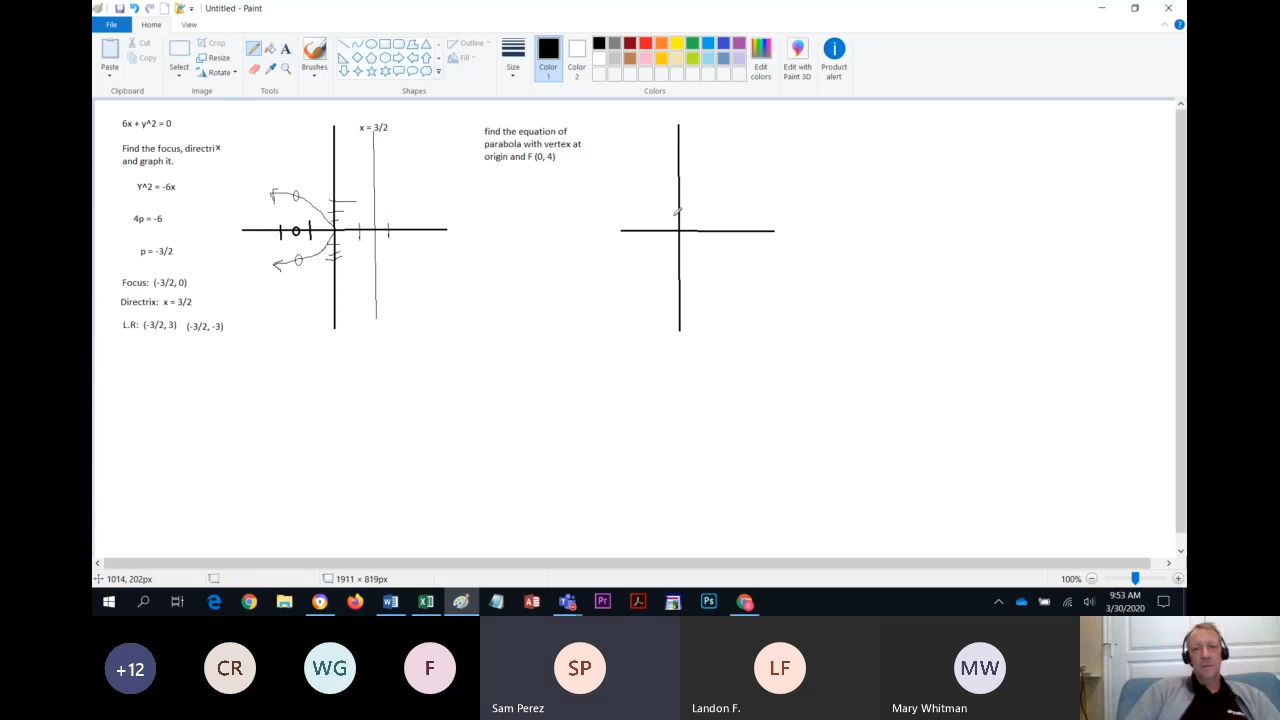 Untitled - Paint
File
Home
View
Paste
Cut
Copy
Clipboard
Select
Crop
Resize
Rotate
Image
A
Tools
Brushes
Shapes
Outline
Fill
Size
Color 1
Color 2
Colors
Edit colors
Edit with Paint 3D
Product alert
6x + y^2 = 0
Find the focus, directrix
and graph it.
Y^2 = -6x
4p = -6
p = -3/2
Focus: (-3/2, 0)
Directrix: x = 3/2
L.R: (-3/2, 3) (-3/2, -3)
x = 3/2
find the equation of
parabola with vertex at
origin and F (0, 4)
1014, 202px
1911 × 819px
100%
9:53 AM
3/30/2020
+12
CR
WG
F
SP
Sam Perez
LF
Landon F.
MW
Mary Whitman